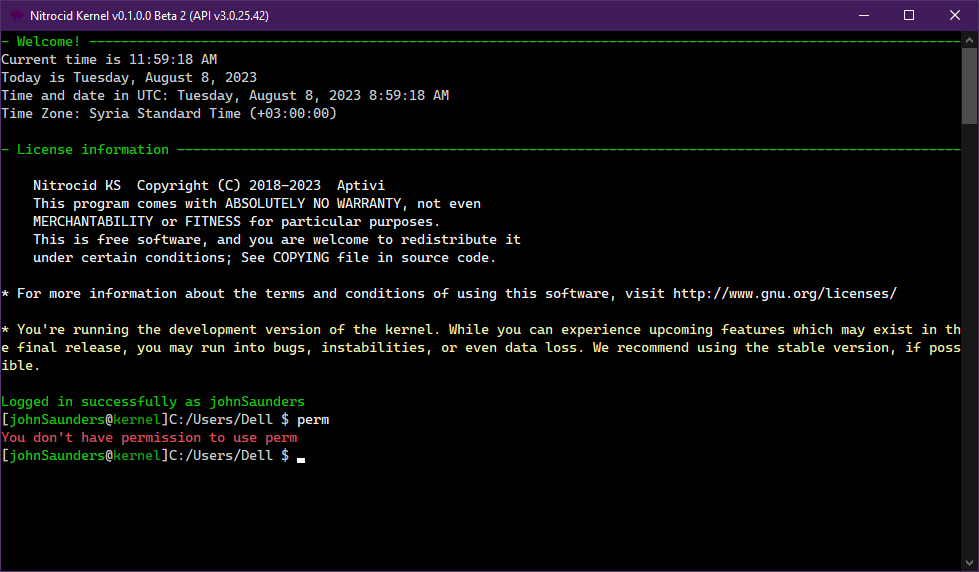 Nitrocid Kernel v0.1.0.0 Beta 2 (API v3.0.25.42)
- Welcome!
Current time is 11:59:18 AM
Today is Tuesday, August 8, 2023
Time and date in UTC: Tuesday, August 8, 2023 8:59:18 AM
Time Zone: Syria Standard Time (+03:00:00)
- License information
Nitrocid KS  Copyright (C) 2018-2023  Aptivi
This program comes with ABSOLUTELY NO WARRANTY, not even
MERCHANTABILITY or FITNESS for particular purposes.
This is free software, and you are welcome to redistribute it
under certain conditions; See COPYING file in source code.
* For more information about the terms and conditions of using this software, visit http://www.gnu.org/licenses/
* You're running the development version of the kernel. While you can experience upcoming features which may exist in th
e final release, you may run into bugs, instabilities, or even data loss. We recommend using the stable version, if poss
ible.
Logged in successfully as johnSaunders
[johnSaunders@kernel]C:/Users/Dell $ perm
You don't have permission to use perm
[johnSaunders@kernel]C:/Users/Dell $